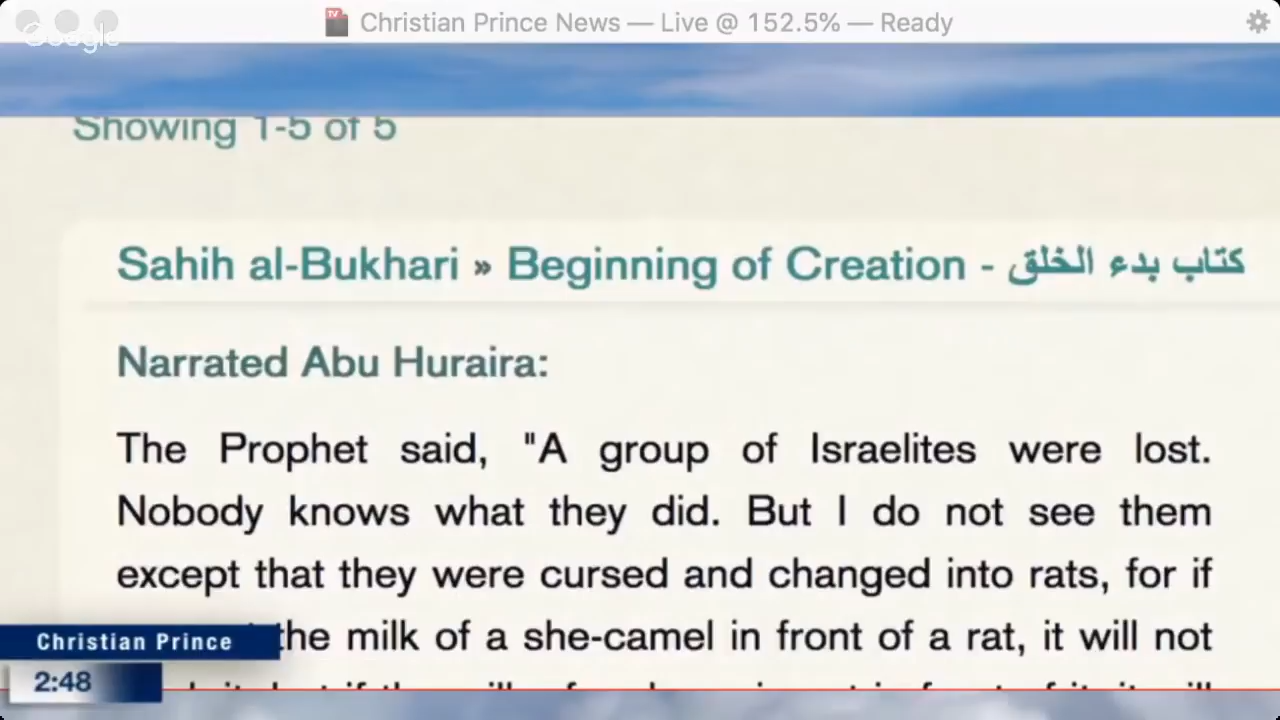 Christian Prince News — Live @ 152.5% — Ready
Google
Showing 1-5 of 5
Sahih al-Bukhari » Beginning of Creation - كتاب بدء الخلق
Narrated Abu Huraira:
The Prophet said, "A group of Israelites were lost.
Nobody knows what they did. But I do not see them
except that they were cursed and changed into rats, for if
the milk of a she-camel in front of a rat, it will not
Christian Prince
2:48